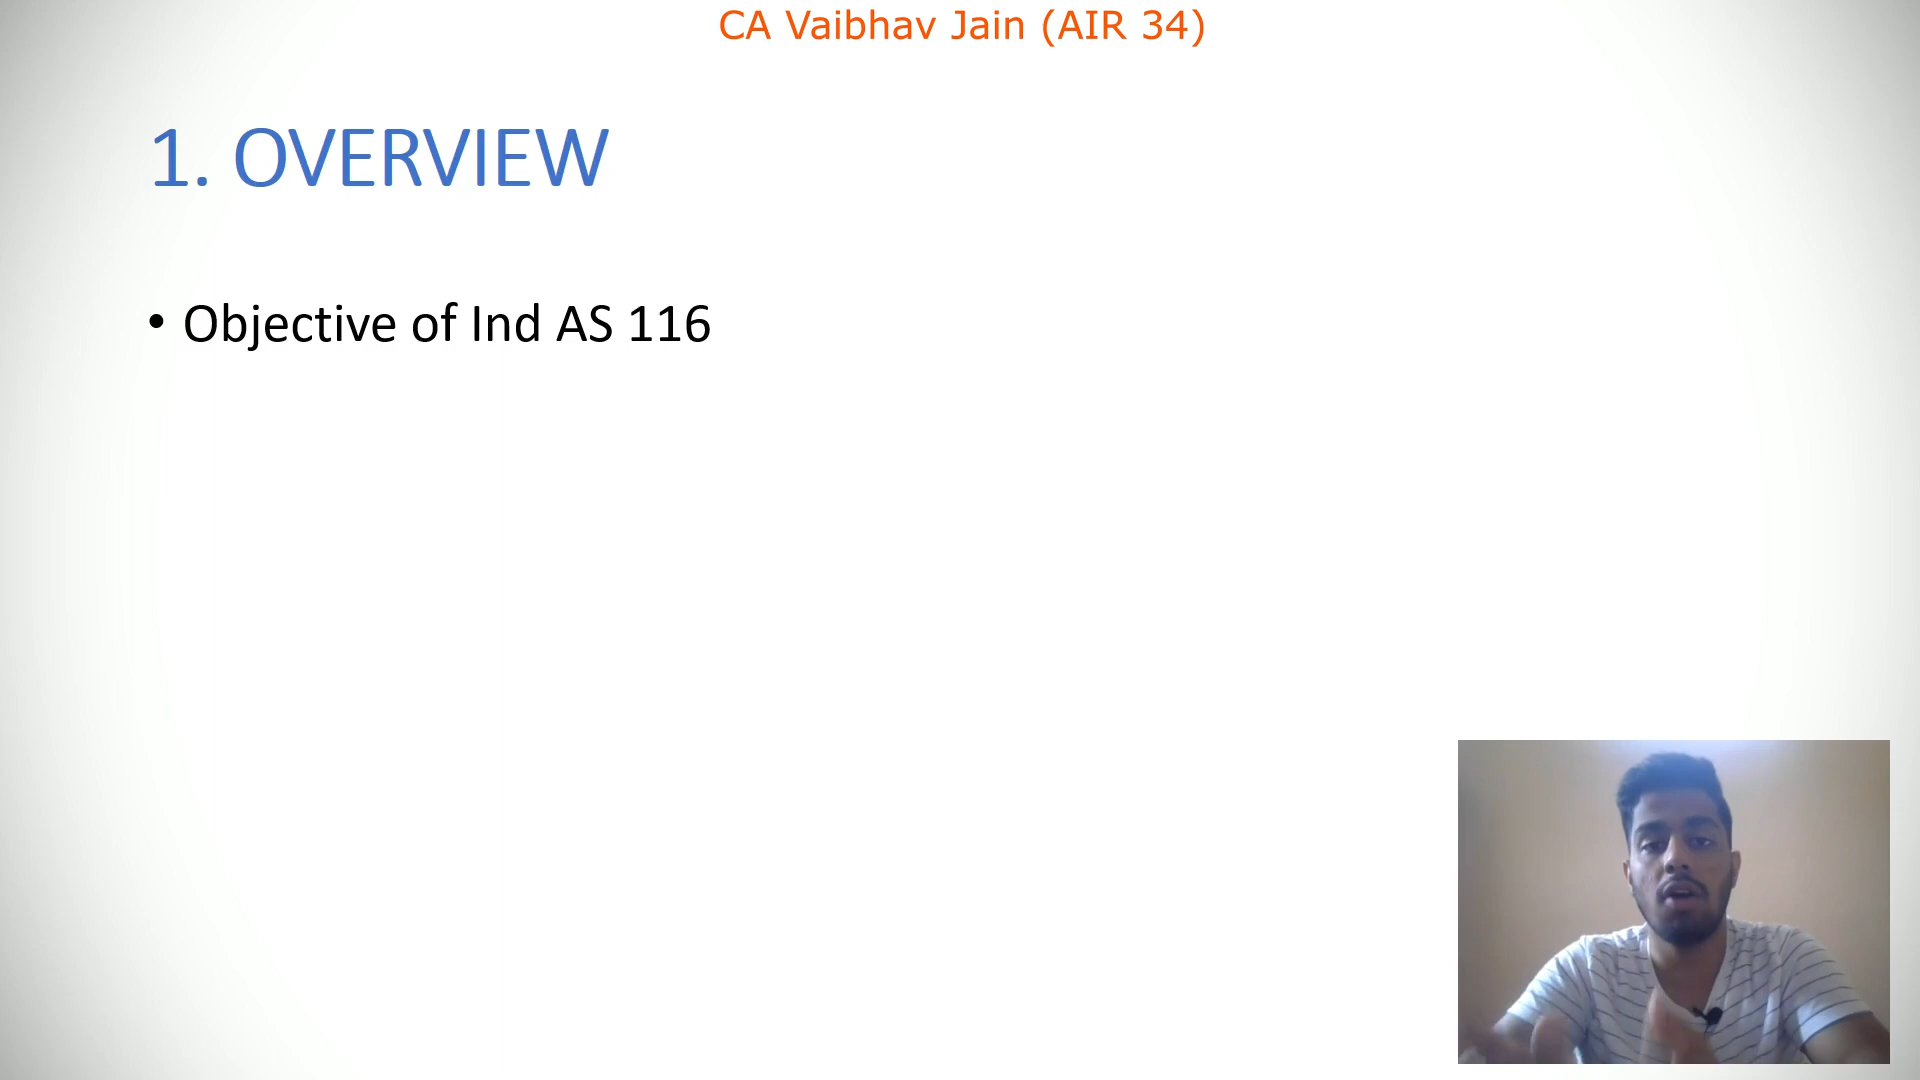 CA Vaibhav Jain (AIR 34)
1. OVERVIEW
• Objective of Ind AS 116